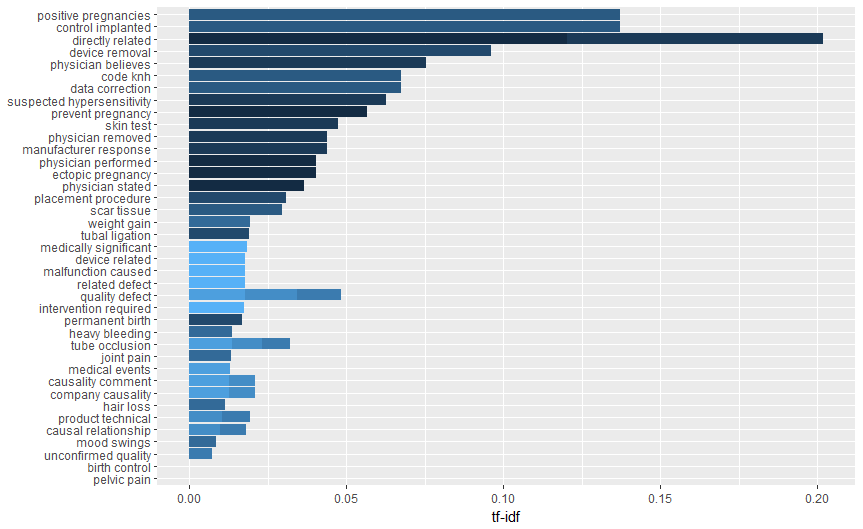 positive pregnancies
control implanted
directly related
device removal
physician believes
code knh
data correction
suspected hypersensitivity
prevent pregnancy
skin test
physician removed
manufacturer response
physician performed
ectopic pregnancy
physician stated
placement procedure
scar tissue
weight gain
tubal ligation
medically significant
device related
malfunction caused
related defect
quality defect
intervention required
permanent birth
heavy bleeding
tube occlusion
joint pain
medical events
causality comment
company causality
hair loss
product technical
causal relationship
mood swings
unconfirmed quality
birth control
pelvic pain
0.00 0.05 0.10 0.15 0.20
tf-idf